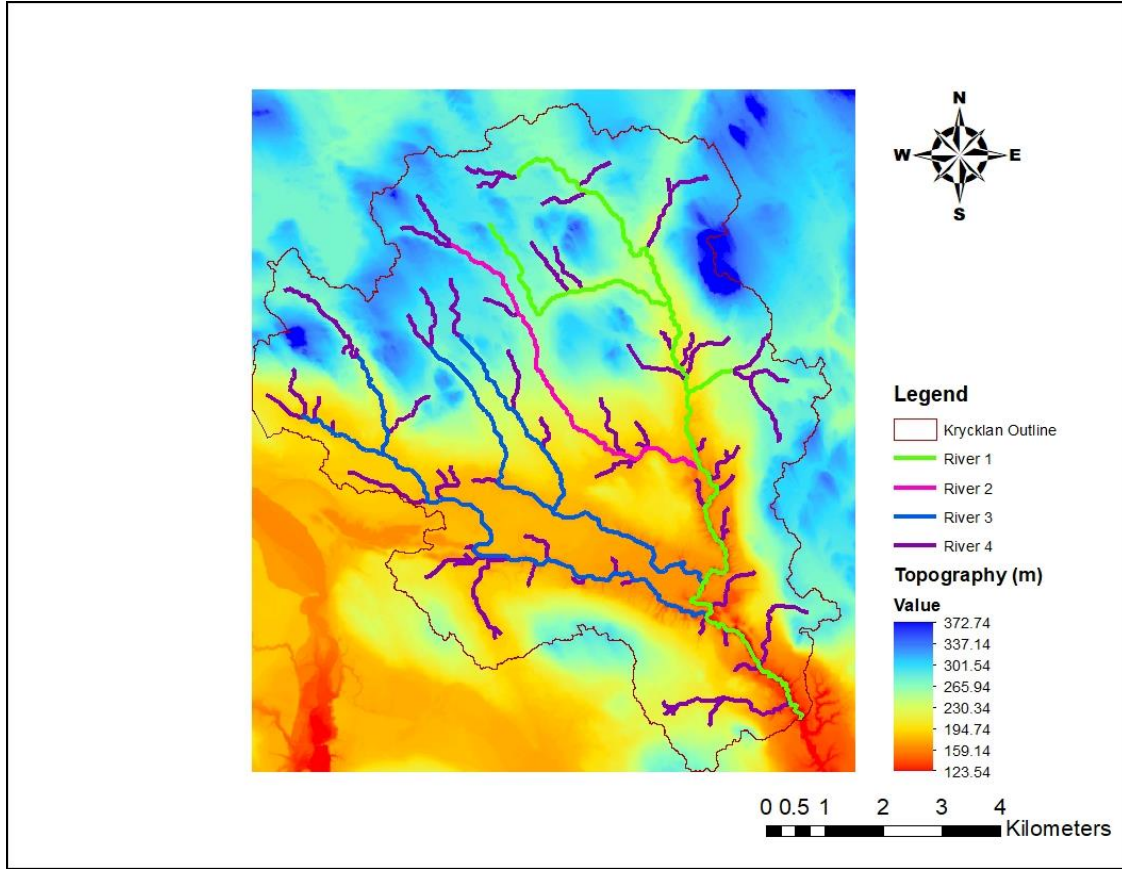 N
W E
S
Legend
Krycklan Outline
River 1
River 2
River 3
River 4
Topography (m)
Value
372.74
337.14
301.54
265.94
230.34
194.74
159.14
123.54
0 0.5 1 2 3 4
Kilometers